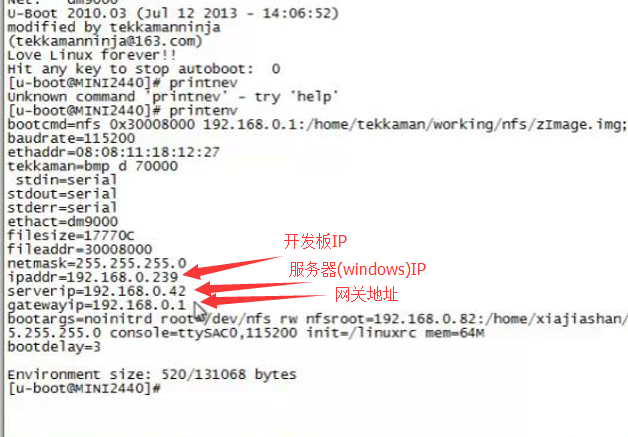 Net:   dm9000
U-Boot 2010.03 (Jul 12 2013 - 14:06:52)
modified by tekkamanninja
(tekkamanninja@163.com)
Love Linux forever!!
Hit any key to stop autoboot:  0
[u-boot@MINI2440]# printnev
Unknown command 'printnev' - try 'help'
[u-boot@MINI2440]# printenv
bootcmd=nfs 0x30008000 192.168.0.1:/home/tekkaman/working/nfs/zImage.img;
baudrate=115200
ethaddr=08:08:11:18:12:27
tekkaman=bmp d 70000
 stdin=serial
stdout=serial
stderr=serial
ethact=dm9000
filesize=17770C
fileaddr=30008000
开发板IP
netmask=255.255.255.0
服务器(windows)IP
ipaddr=192.168.0.239
serverip=192.168.0.42
网关地址
gatewayip=192.168.0.1
bootargs=noinitrd root=/dev/nfs rw nfsroot=192.168.0.82:/home/xiajiashan/
5.255.255.0 console=ttySAC0,115200 init=/linuxrc mem=64M
bootdelay=3
Environment size: 520/131068 bytes
[u-boot@MINI2440]#